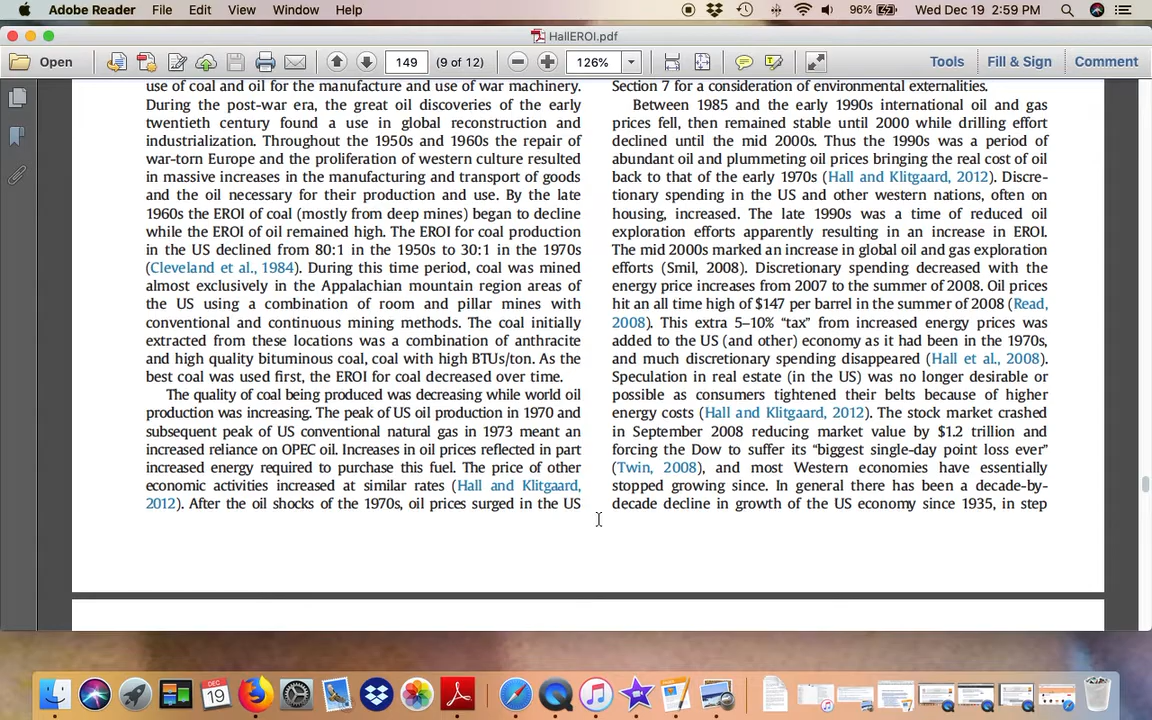 Adobe Reader File Edit View Window Help 96% Wed Dec 19 2:59 PM
HallEROI.pdf
Open 149 (9 of 12) 126% Tools Fill & Sign Comment
use of coal and oil for the manufacture and use of war machinery.
During the post-war era, the great oil discoveries of the early
twentieth century found a use in global reconstruction and
industrialization. Throughout the 1950s and 1960s the repair of
war-torn Europe and the proliferation of western culture resulted
in massive increases in the manufacturing and transport of goods
and the oil necessary for their production and use. By the late
1960s the EROI of coal (mostly from deep mines) began to decline
while the EROI of oil remained high. The EROI for coal production
in the US declined from 80:1 in the 1950s to 30:1 in the 1970s
(Cleveland et al., 1984). During this time period, coal was mined
almost exclusively in the Appalachian mountain region areas of
the US using a combination of room and pillar mines with
conventional and continuous mining methods. The coal initially
extracted from these locations was a combination of anthracite
and high quality bituminous coal, coal with high BTUs/ton. As the
best coal was used first, the EROI for coal decreased over time.
The quality of coal being produced was decreasing while world oil
production was increasing. The peak of US oil production in 1970 and
subsequent peak of US conventional natural gas in 1973 meant an
increased reliance on OPEC oil. Increases in oil prices reflected in part
increased energy required to purchase this fuel. The price of other
economic activities increased at similar rates (Hall and Klitgaard,
2012). After the oil shocks of the 1970s, oil prices surged in the US
Section 7 for a consideration of environmental externalities.
Between 1985 and the early 1990s international oil and gas
prices fell, then remained stable until 2000 while drilling effort
declined until the mid 2000s. Thus the 1990s was a period of
abundant oil and plummeting oil prices bringing the real cost of oil
back to that of the early 1970s (Hall and Klitgaard, 2012). Discre-
tionary spending in the US and other western nations, often on
housing, increased. The late 1990s was a time of reduced oil
exploration efforts apparently resulting in an increase in EROI.
The mid 2000s marked an increase in global oil and gas exploration
efforts (Smil, 2008). Discretionary spending decreased with the
energy price increases from 2007 to the summer of 2008. Oil prices
hit an all time high of $147 per barrel in the summer of 2008 (Read,
2008). This extra 5–10% “tax” from increased energy prices was
added to the US (and other) economy as it had been in the 1970s,
and much discretionary spending disappeared (Hall et al., 2008).
Speculation in real estate (in the US) was no longer desirable or
possible as consumers tightened their belts because of higher
energy costs (Hall and Klitgaard, 2012). The stock market crashed
in September 2008 reducing market value by $1.2 trillion and
forcing the Dow to suffer its “biggest single-day point loss ever”
(Twin, 2008), and most Western economies have essentially
stopped growing since. In general there has been a decade-by-
decade decline in growth of the US economy since 1935, in step
DEC
19